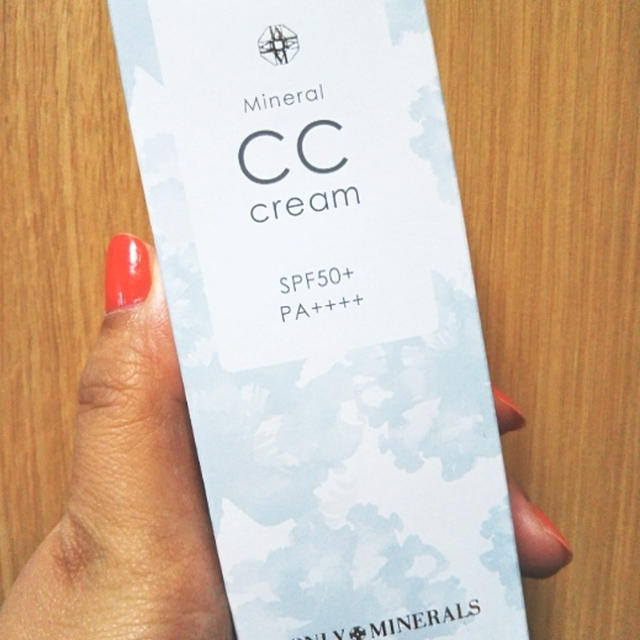 Mineral
CC
cream
SPF50+
PA++++
ONLY MINERALS